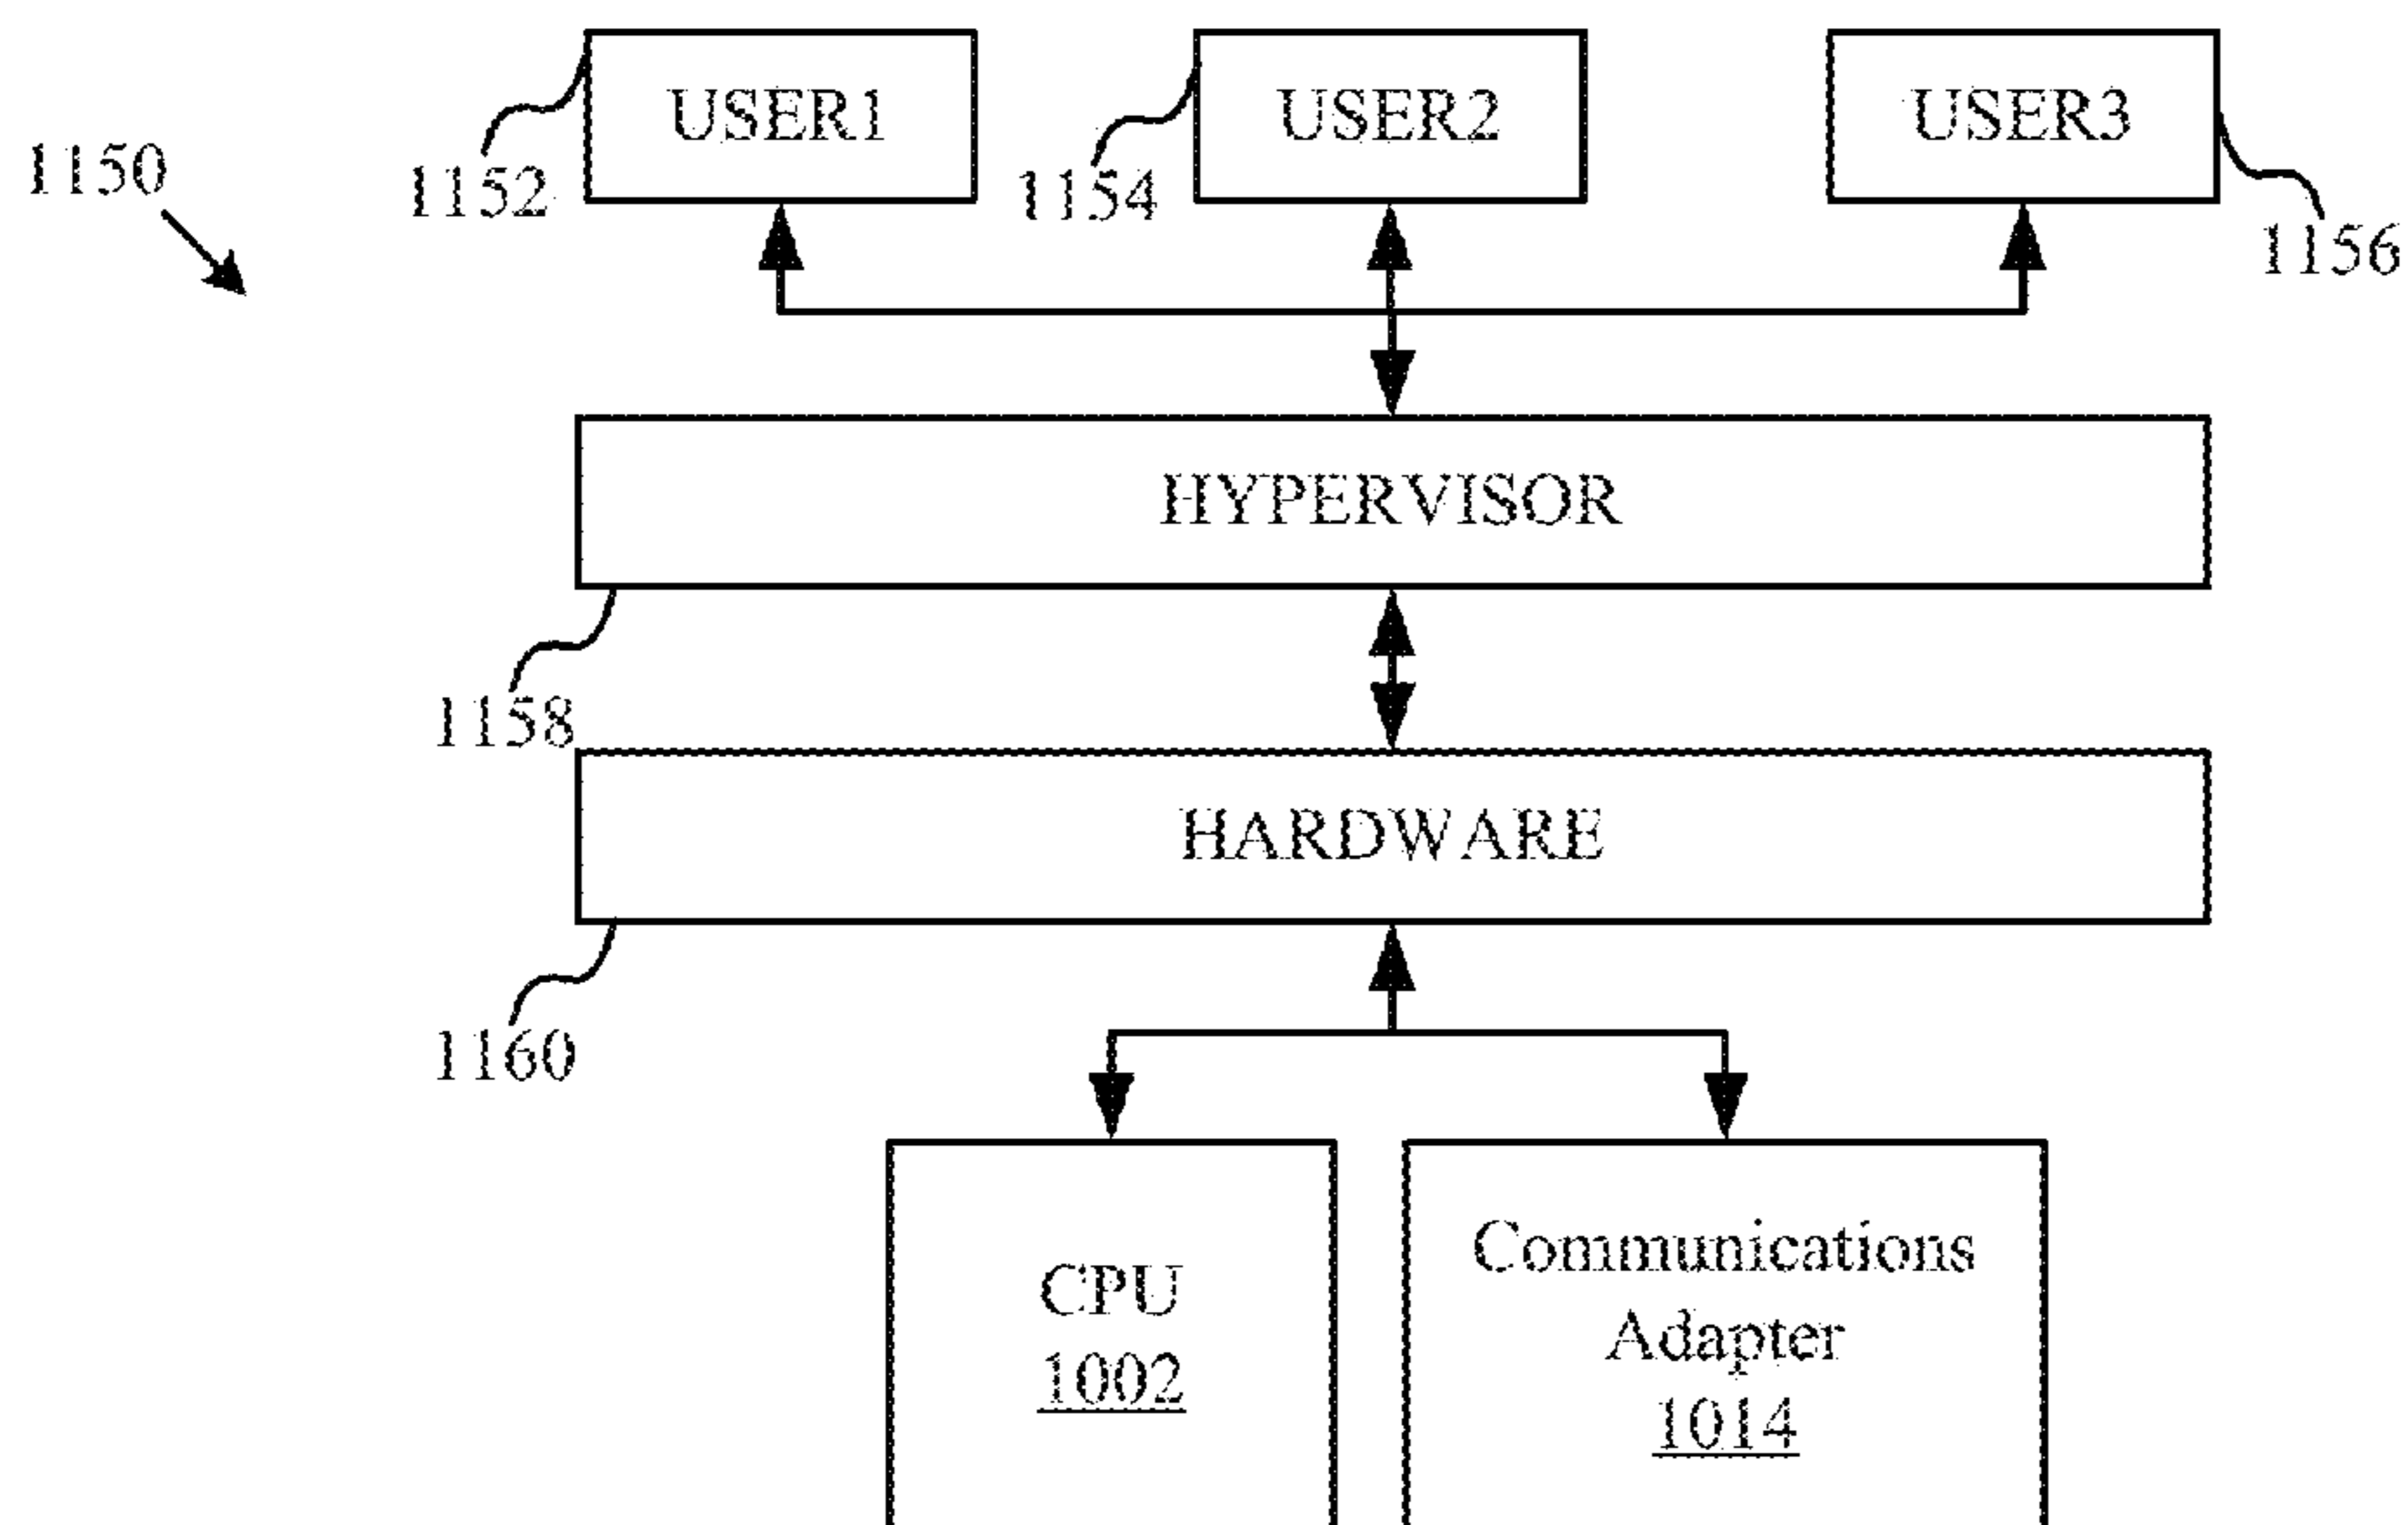 USER1
USER2
USER3
1150
1152
1154
1156
HYPERVISOR
1158
HARDWARE
1160
CPU
1002
Communications
Adapter
1014